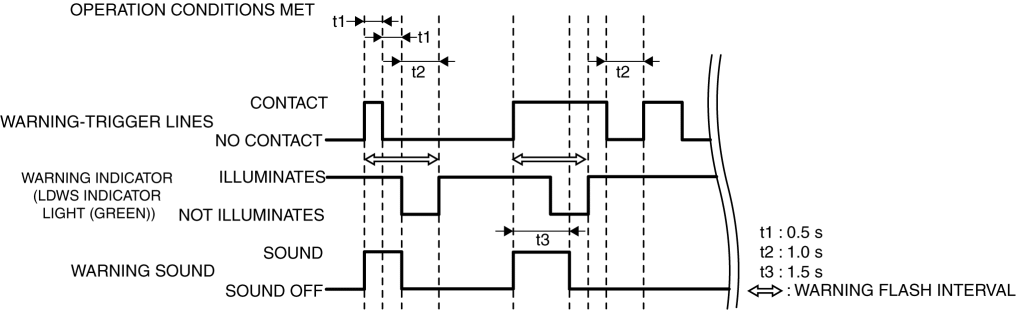 OPERATION CONDITIONS MET
t1
t1
t2
t2
CONTACT
WARNING-TRIGGER LINES
NO CONTACT
WARNING INDICATOR
(LDWS INDICATOR
LIGHT (GREEN))
ILLUMINATES
NOT ILLUMINATES
t3
SOUND
WARNING SOUND
SOUND OFF
t1 : 0.5 s
t2 : 1.0 s
t3 : 1.5 s
: WARNING FLASH INTERVAL